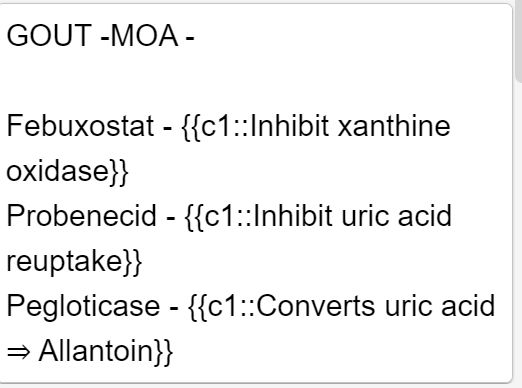 GOUT -MOA -
Febuxostat - {{c1::Inhibit xanthine
oxidase}}
Probenecid - {{c1::Inhibit uric acid
reuptake}}
Pegloticase - {{c1::Converts uric acid
⇒ Allantoin}}